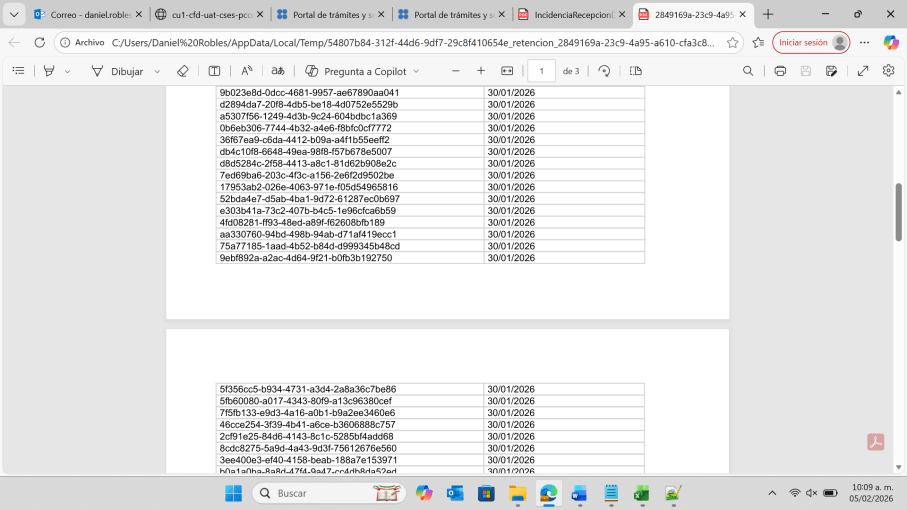 Correo - daniel.robles
cu1-cfd-uat-cses-pco
Portal de trámites y se
Portal de trámites y se
IncidenciaRecepcionD
2849169a-23c9-4a95
Archivo C:/Users/Daniel%20Robles/AppData/Local/Temp/54807b84-312f-44d6-9df7-29c8f410654e_retencion_2849169a-23c9-4a95-a610-cfa3c8...
Iniciar sesión
Dibujar
Pregunta a Copilot
1 de 3
9b023e8d-0dcc-4681-9957-ae67890aa041 30/01/2026
d2894da7-20f8-4db5-be18-4d0752e5529b 30/01/2026
a5307f56-1249-4d3b-9c24-604bdbc1a369 30/01/2026
0b6eb306-7744-4b32-a4e6-f8bfc0cf7772 30/01/2026
36f67ea9-c6da-4412-b09a-a4f1b55eeff2 30/01/2026
db4c10f8-6648-49ea-98f8-f57b678e5007 30/01/2026
d8d5284c-2f58-4413-a8c1-81d62b908e2c 30/01/2026
7ed69ba6-203c-4f3c-a156-2e6f2d9502be 30/01/2026
17953ab2-026e-4063-971e-f05d54965816 30/01/2026
52bda4e7-d5ab-4ba1-9d72-61287ec0b697 30/01/2026
e303b41a-73c2-407b-b4c5-1e96cfca6b59 30/01/2026
4fd08281-ff93-48ed-a89f-f62608bfb189 30/01/2026
aa330760-94bd-498b-94ab-d71af419ecc1 30/01/2026
75a77185-1aad-4b52-b84d-d999345b48cd 30/01/2026
9ebf892a-a2ac-4d64-9f21-b0fb3b192750 30/01/2026
5f356cc5-b934-4731-a3d4-2a8a36c7be86 30/01/2026
5fb60080-a017-4343-80f9-a13c96380cef 30/01/2026
7f5fb133-e9d3-4a16-a0b1-b9a2ee3460e6 30/01/2026
46cce254-3f39-4b41-a6ce-b3606888c757 30/01/2026
2cf91e25-84d6-4143-8c1c-5285bf4add68 30/01/2026
8cdc8275-5a9d-4a43-9d3f-75612676e560 30/01/2026
3ee400e3-ef40-4158-beab-188a7e153971 30/01/2026
b0a1a0ba-8a8d-47f4-9a47-cc4db8da52ed 30/01/2026
Buscar
10:09 a. m.
05/02/2026